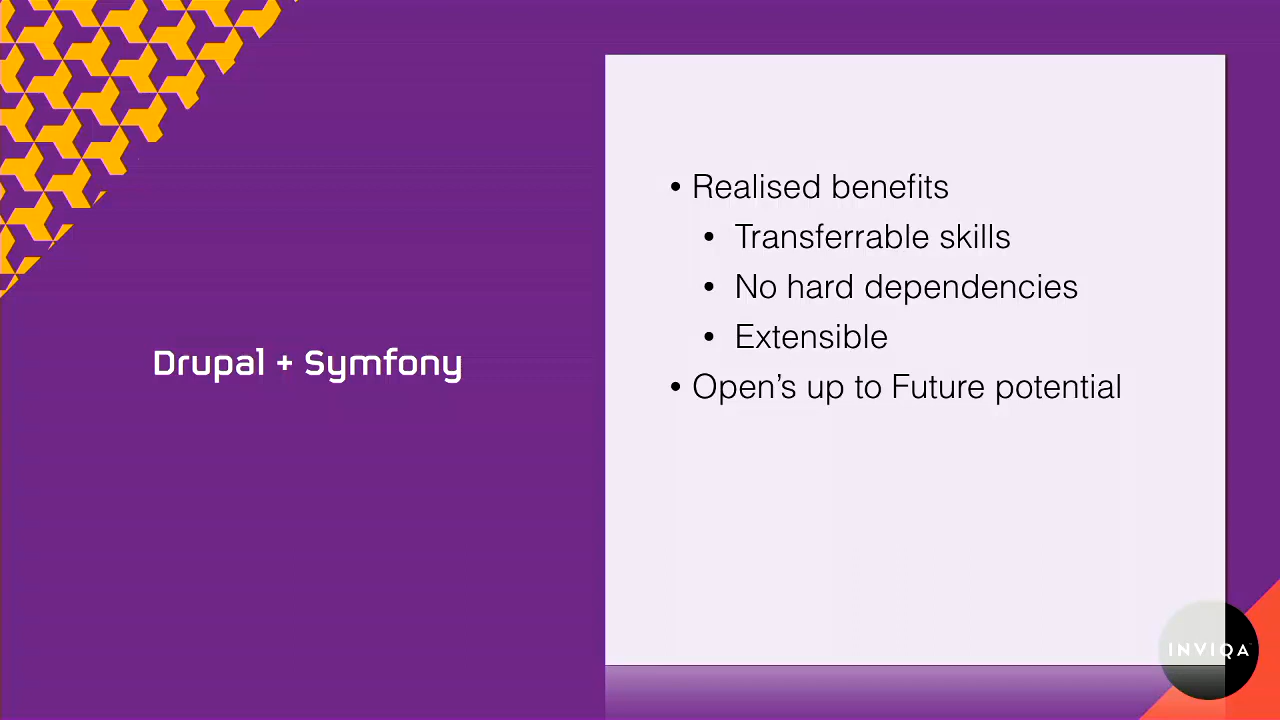 Drupal + Symfony
• Realised benefits
• Transferrable skills
• No hard dependencies
• Extensible
• Open’s up to Future potential
INVIQA